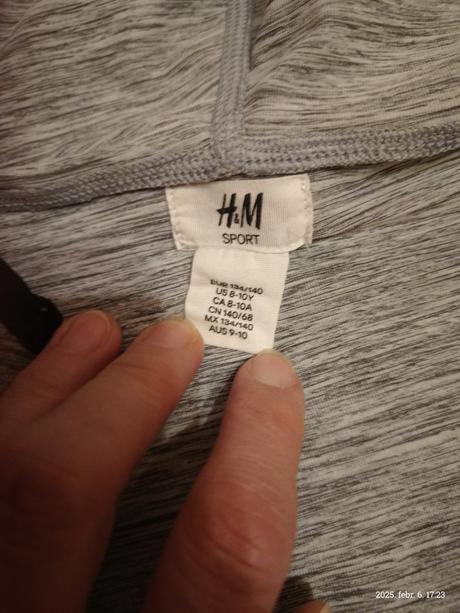 H&M
SPORT
EUR 134/140
US 8-10Y
CA 8-10A
CN 140/68
MX 134/140
AUS 9-10
2025. febr. 6. 17:23